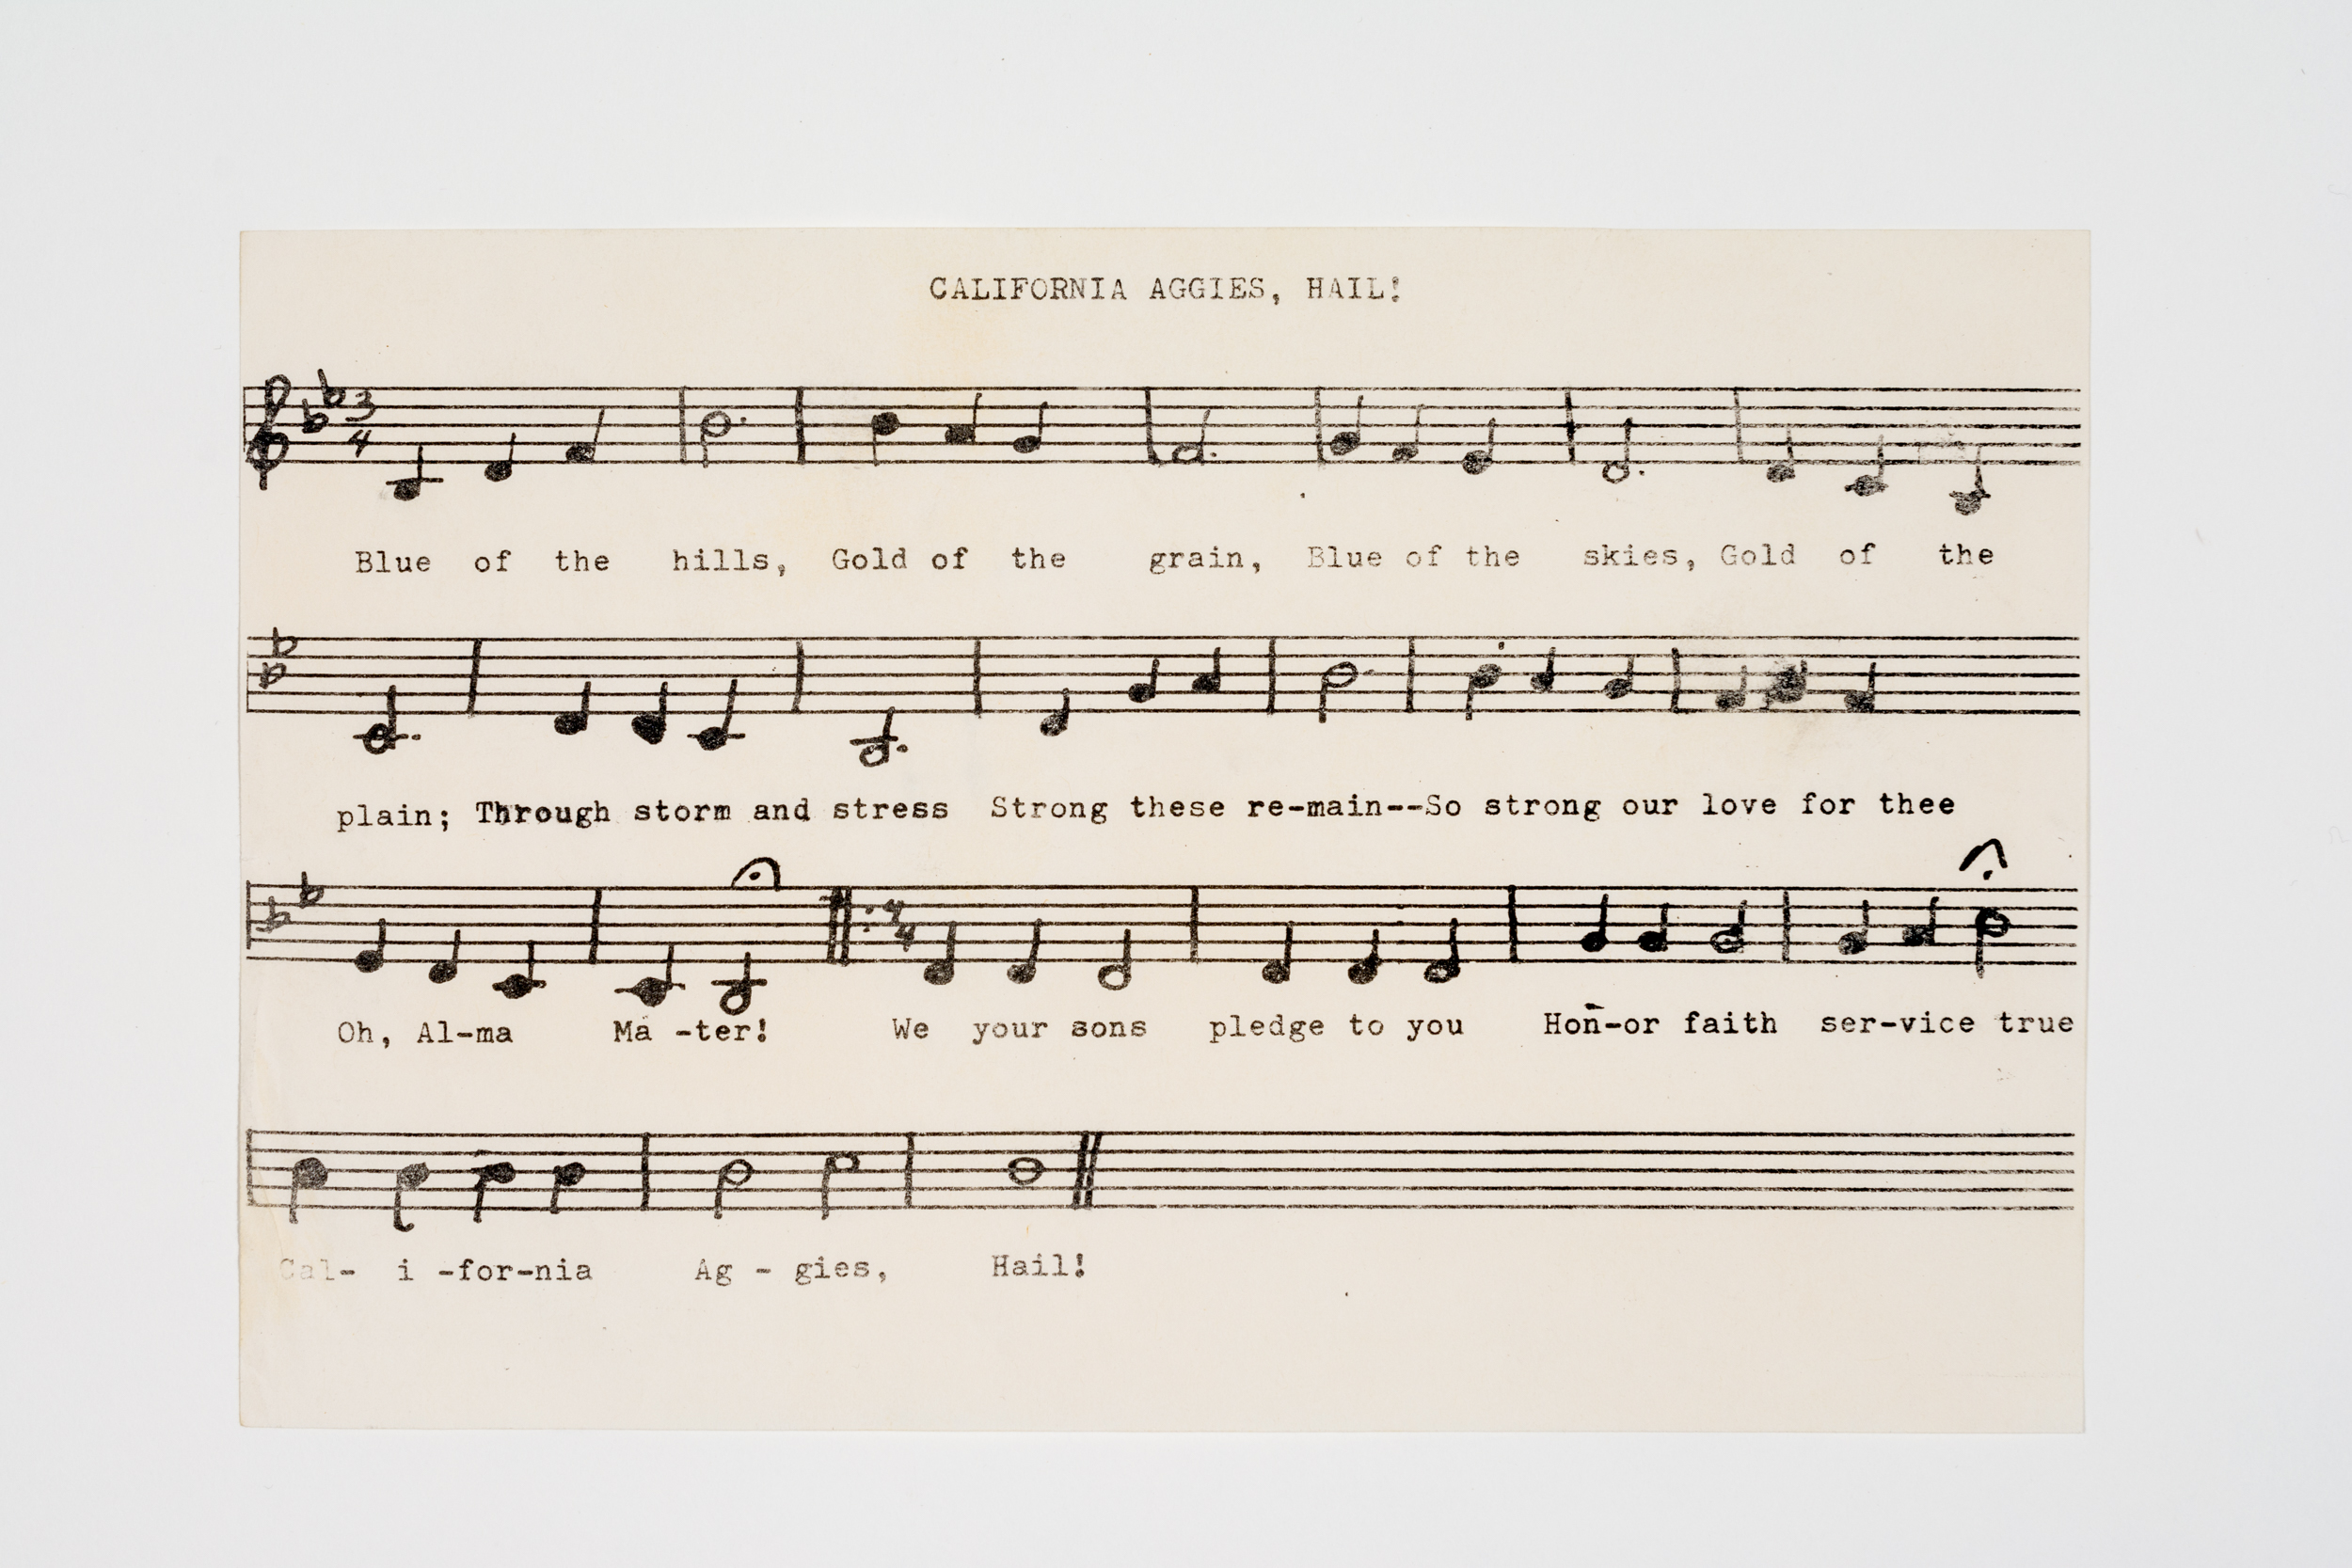 CALIFORNIA AGGIES, HAIL!
3
4
Blue of the hills, Gold of the grain, Blue of the skies, Gold of the
plain; Through storm and stress Strong these re-main--So strong our love for thee
4
4
Oh, Al-ma Ma -ter! We your sons pledge to you Hon-or faith ser-vice true
Cal- i -for-nia Ag - gies, Hail!